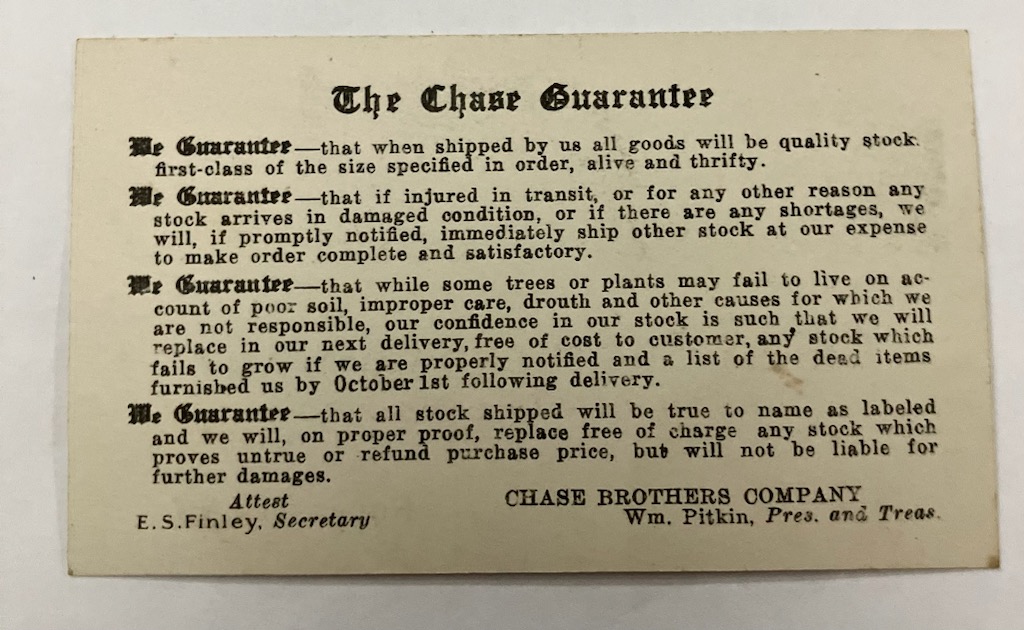 The Chase Guarantee
We Guarantee—that when shipped by us all goods will be quality stock.
first-class of the size specified in order, alive and thrifty.
We Guarantee—that if injured in transit, or for any other reason any
stock arrives in damaged condition, or if there are any shortages, we
will, if promptly notified, immediately ship other stock at our expense
to make order complete and satisfactory.
We Guarantee—that while some trees or plants may fail to live on ac-
count of poor soil, improper care, drouth and other causes for which we
are not responsible, our confidence in our stock is such that we will
replace in our next delivery, free of cost to customer, any stock which
fails to grow if we are properly notified and a list of the dead items
furnished us by October 1st following delivery.
We Guarantee—that all stock shipped will be true to name as labeled
and we will, on proper proof, replace free of charge any stock which
proves untrue or refund purchase price, but will not be liable for
further damages.
Attest
E. S. Finley, Secretary
CHASE BROTHERS COMPANY
Wm. Pitkin, Pres. and Treas.